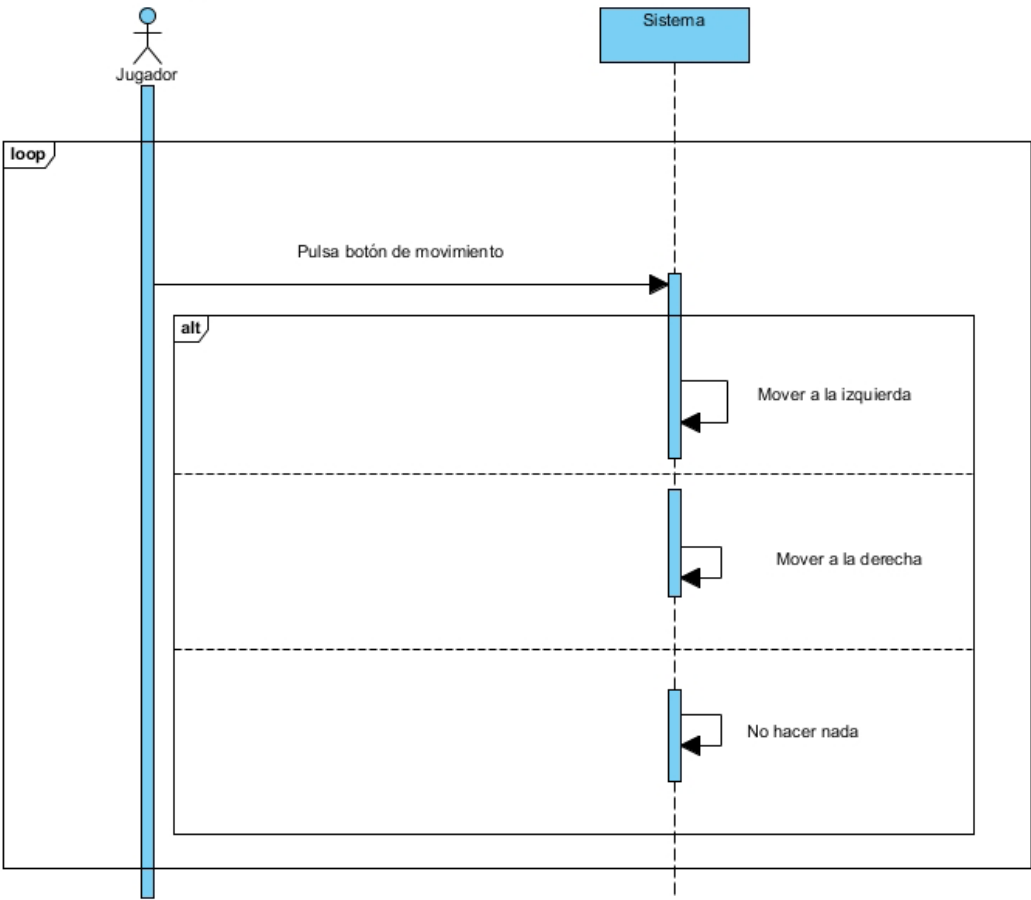 Sistema
Jugador
loop
Pulsa botón de movimiento
alt
Mover a la izquierda
Mover a la derecha
No hacer nada